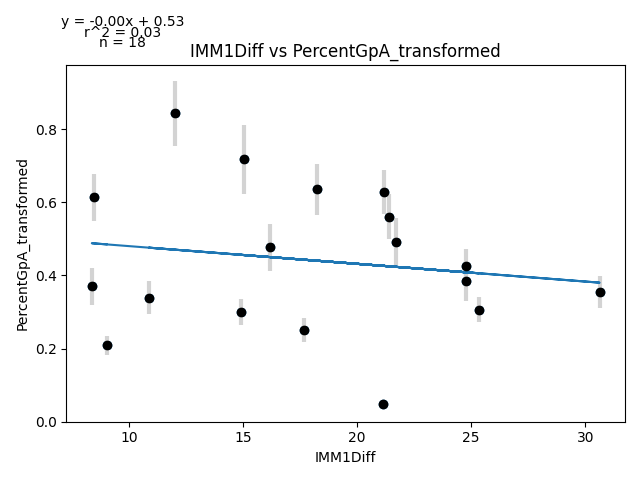 y = -0.00x + 0.53
r^2 = 0.03
n = 18
IMM1Diff vs PercentGpA_transformed
PercentGpA_transformed
0.8
0.6
0.4
0.2
0.0
10 15 20 25 30
IMM1Diff